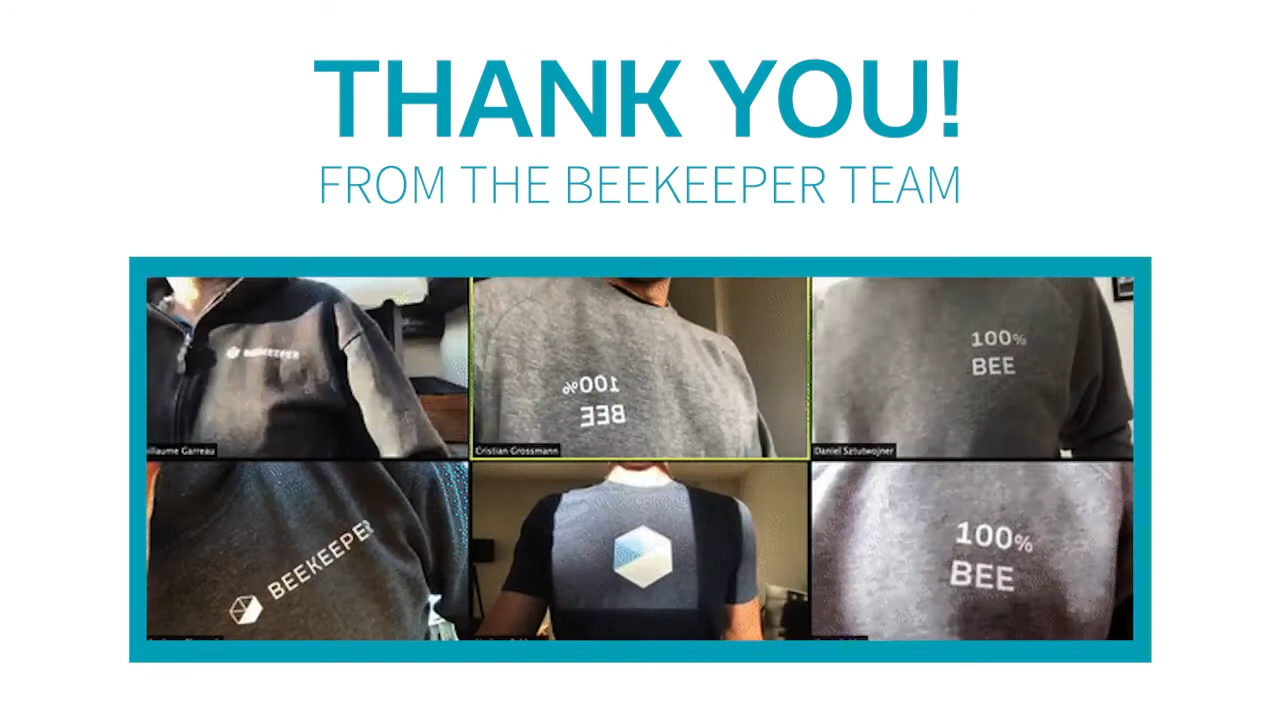 THANK YOU!
FROM THE BEEKEEPER TEAM
BEEKEEPER
100%
BEE
100%
BEE
illaume Garreau
Cristian Grossmann
Daniel Sztutwojner
BEEKEEPER
100%
BEE